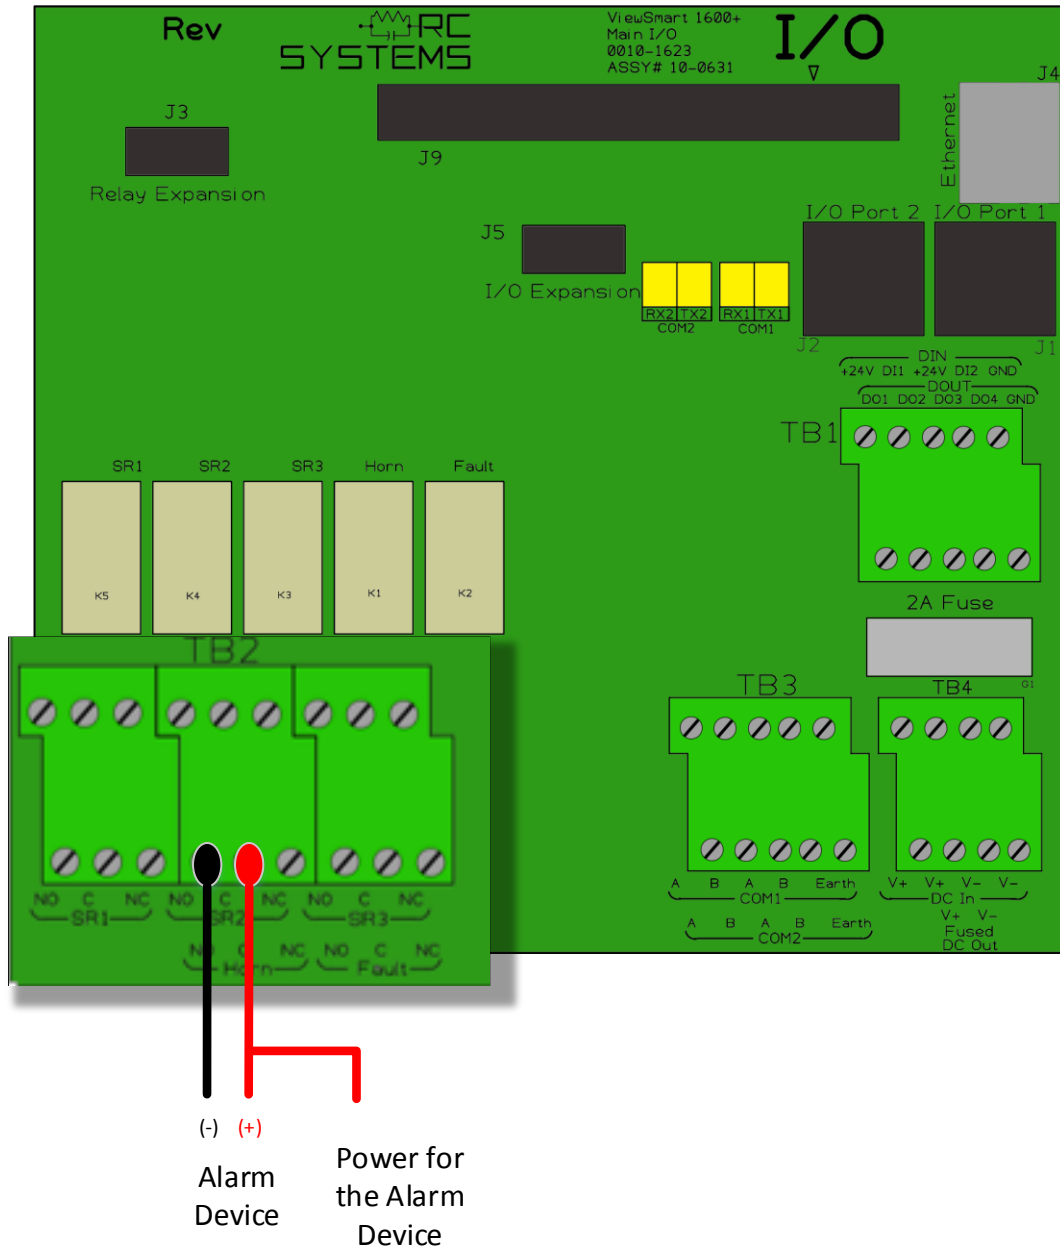 Rev
RC
SYSTEMS
ViewSmart 1600+
Main I/O
0010-1623
ASSY# 10-0631
I/O
J4
J3
J9
Ethernet
Relay Expansion
I/O Port 2 I/O Port 1
J5
I/O Expansion
RX2 TX2 RX1 TX1
COM2 COM1
J2 J1
DIN
+24V DI1 +24V DI2 GND
DOUT
DO1 DO2 DO3 DO4 GND
TB1
SR1 SR2 SR3 Horn Fault
K5 K4 K3 K1 K2
2A Fuse
G1
TB2
TB3 TB4
NO C NC NO C NC NO C NC
SR1 SR2 SR3
NO C NC NO C NC
Horn Fault
A B A B Earth
COM1
A B A B Earth
COM2
V+ V+ V- V-
DC In
V+ V-
Fused
DC Out
(-) (+)
Alarm
Device
Power for
the Alarm
Device